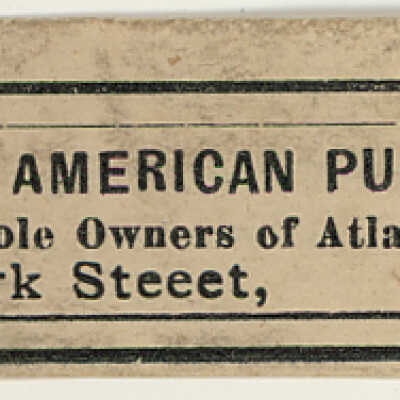 AMERICAN PU
ole Owners of Atla
rk Steeet,